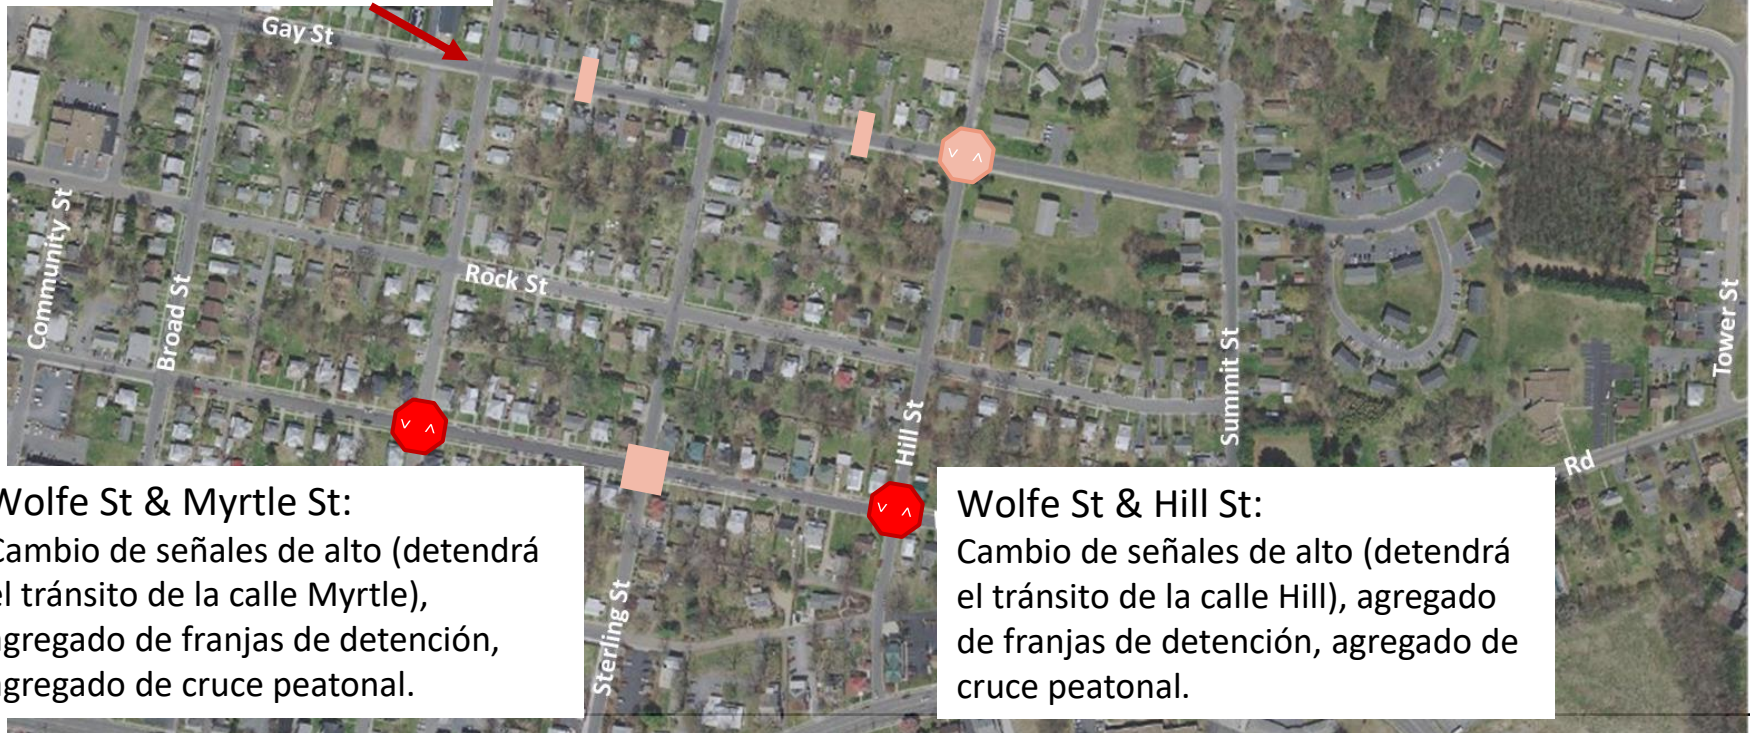 Gay St
Community St
Broad St
Rock St
Hill St
Summit St
Tower St
Rd
Sterling St
Wolfe St & Myrtle St:
Cambio de señales de alto (detendrá
el tránsito de la calle Myrtle),
agregado de franjas de detención,
agregado de cruce peatonal.
Wolfe St & Hill St:
Cambio de señales de alto (detendrá
el tránsito de la calle Hill), agregado
de franjas de detención, agregado de
cruce peatonal.